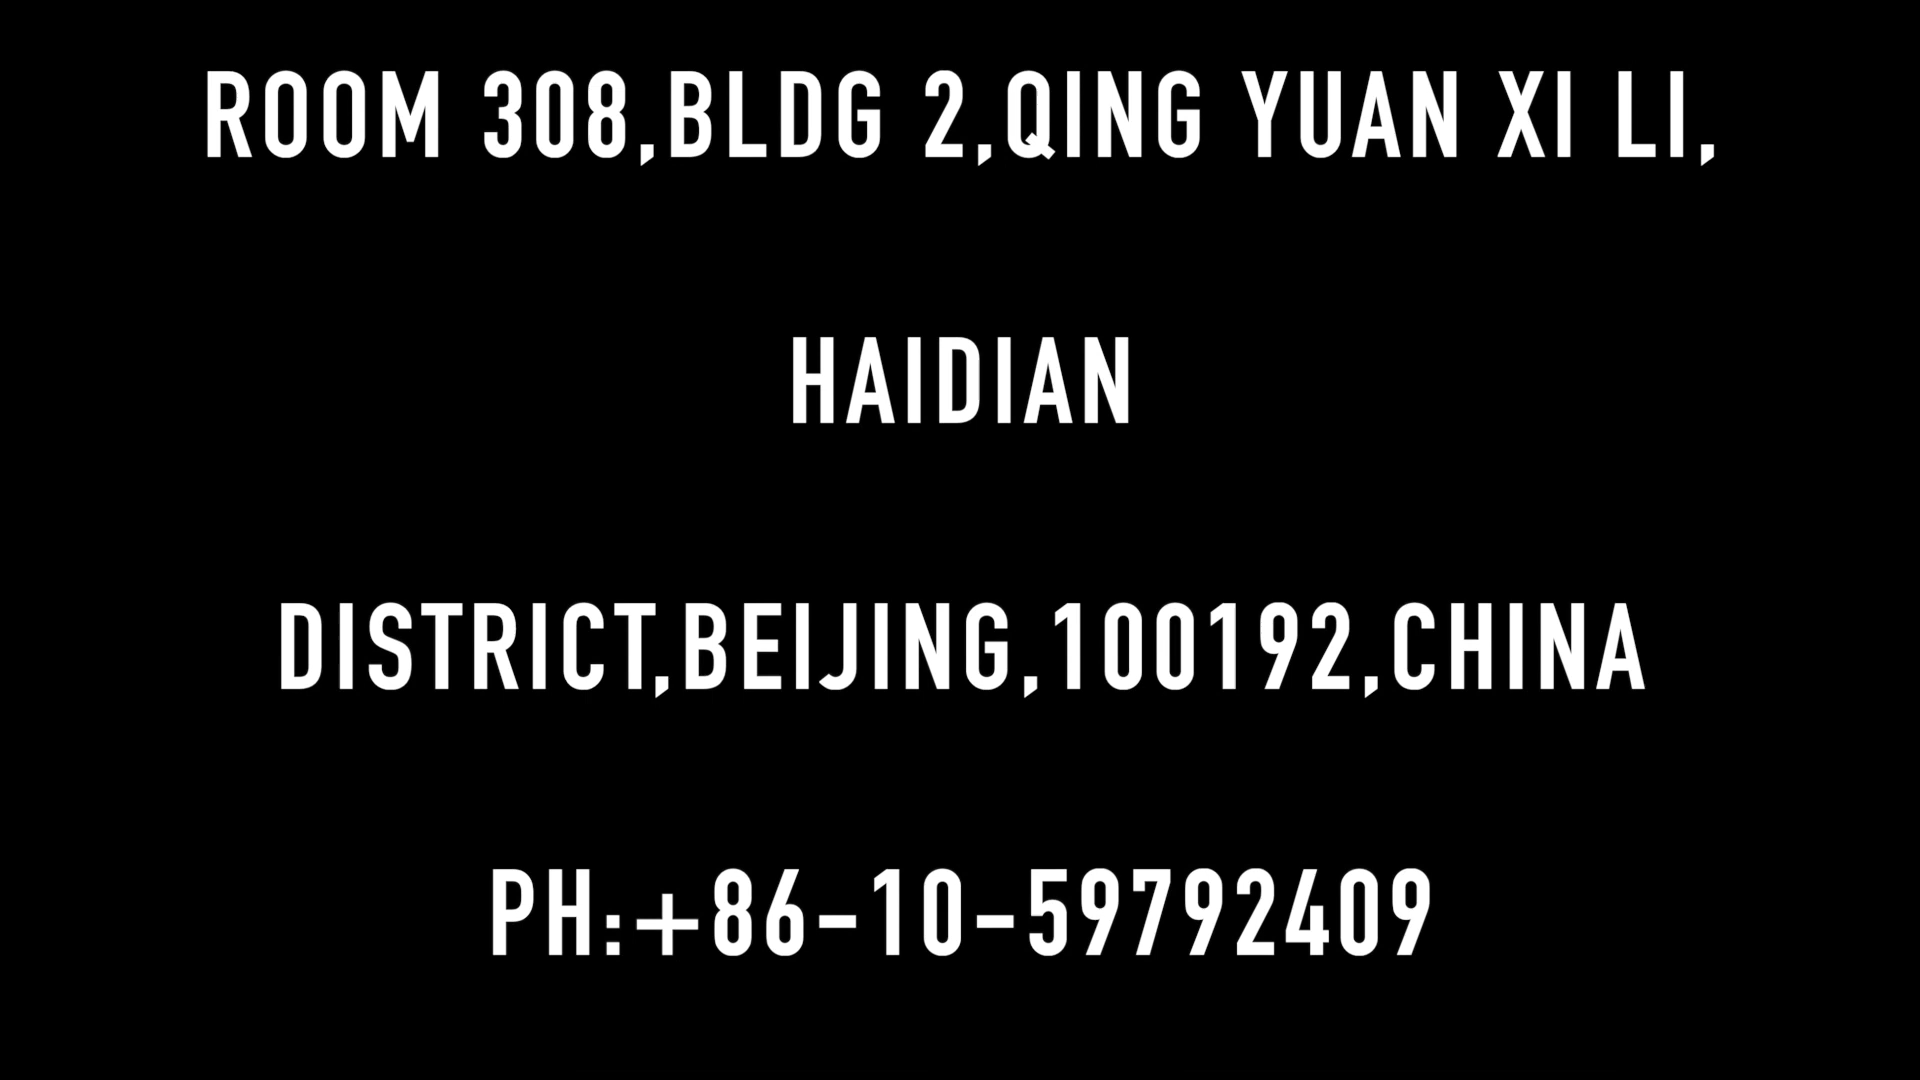 ROOM 308,BLDG 2,QING YUAN XI LI,
HAIDIAN
DISTRICT,BEIJING,100192,CHINA
PH:+86-10-59792409